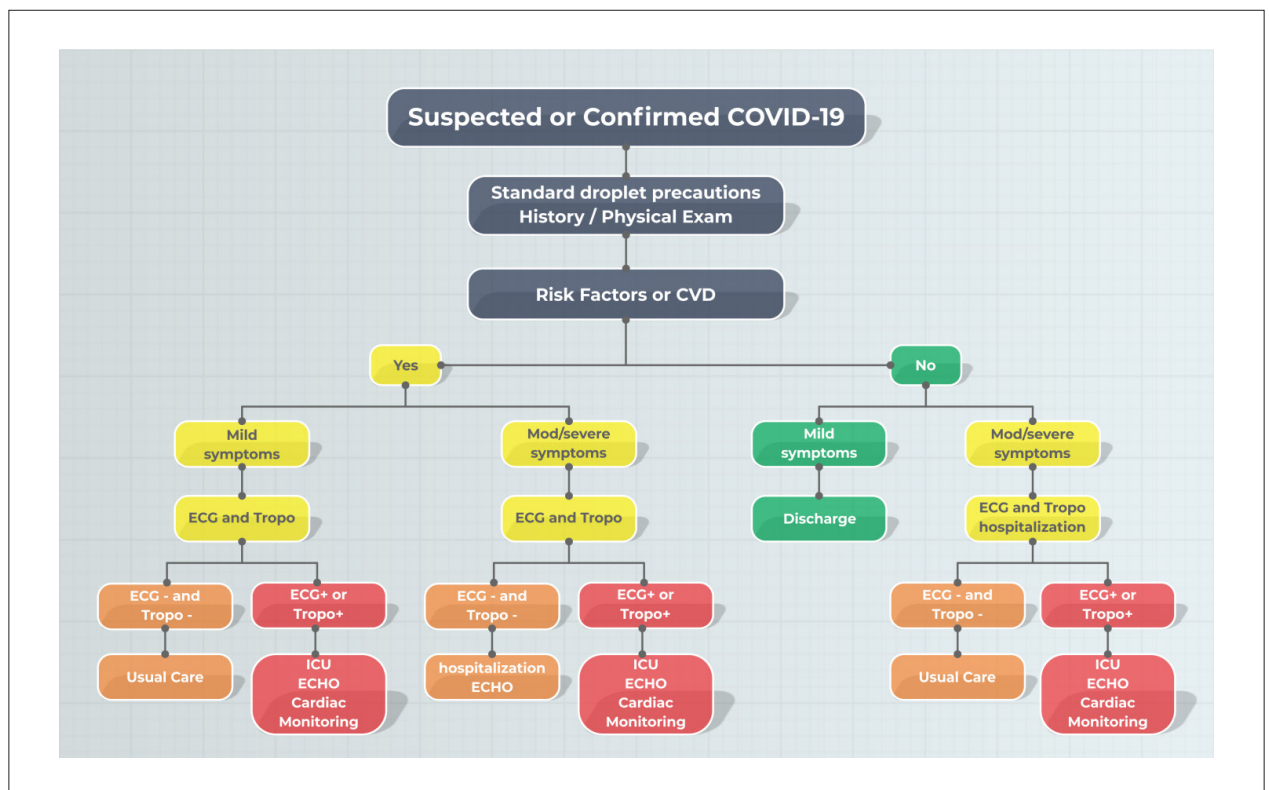 Suspected or Confirmed COVID-19
Standard droplet precautions
History / Physical Exam
Risk Factors or CVD
Yes
No
Mild
symptoms
Mod/severe
symptoms
Mild
symptoms
Mod/severe
symptoms
ECG and Tropo
ECG and Tropo
Discharge
ECG and Tropo
hospitalization
ECG - and
Tropo -
ECG+ or
Tropo+
ECG - and
Tropo -
ECG+ or
Tropo+
ECG - and
Tropo -
ECG+ or
Tropo+
Usual Care
ICU
ECHO
Cardiac
Monitoring
hospitalization
ECHO
ICU
ECHO
Cardiac
Monitoring
Usual Care
ICU
ECHO
Cardiac
Monitoring